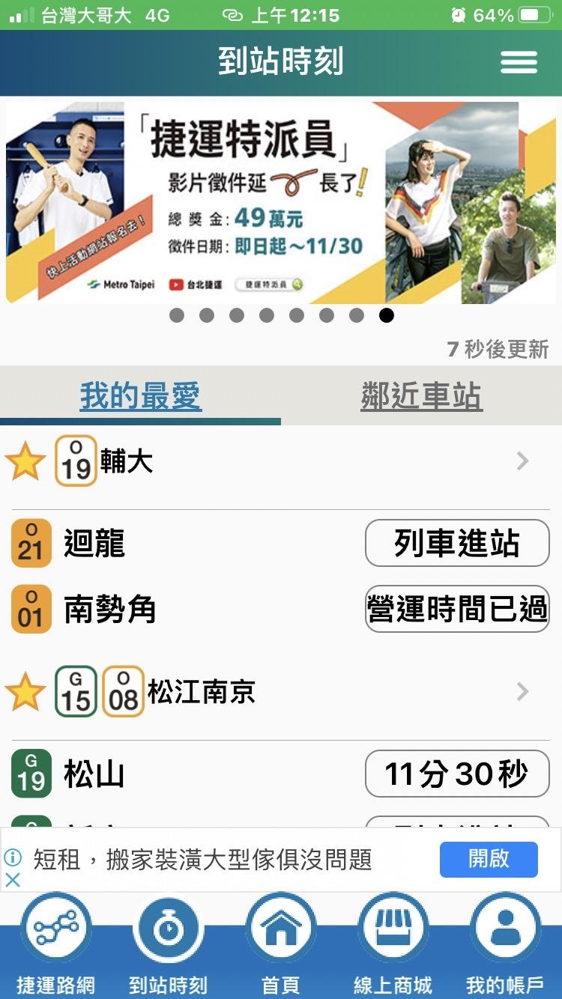 台灣大哥大 4G 上午12:15 64%
到站時刻
「捷運特派員」
影片徵件延長了!
總獎金:49萬元
徵件日期:即日起~11/30
快上活動網站報名去!
Metro Taipei 台北捷運 捷運特派員
7 秒後更新
我的最愛 鄰近車站
O 19 輔大
O 21 迴龍 列車進站
O 01 南勢角 營運時間已過
G 15 O 08 松江南京
G 19 松山 11分30秒
短租,搬家裝潢大型傢俱沒問題 開啟
捷運路網 到站時刻 首頁 線上商城 我的帳戶